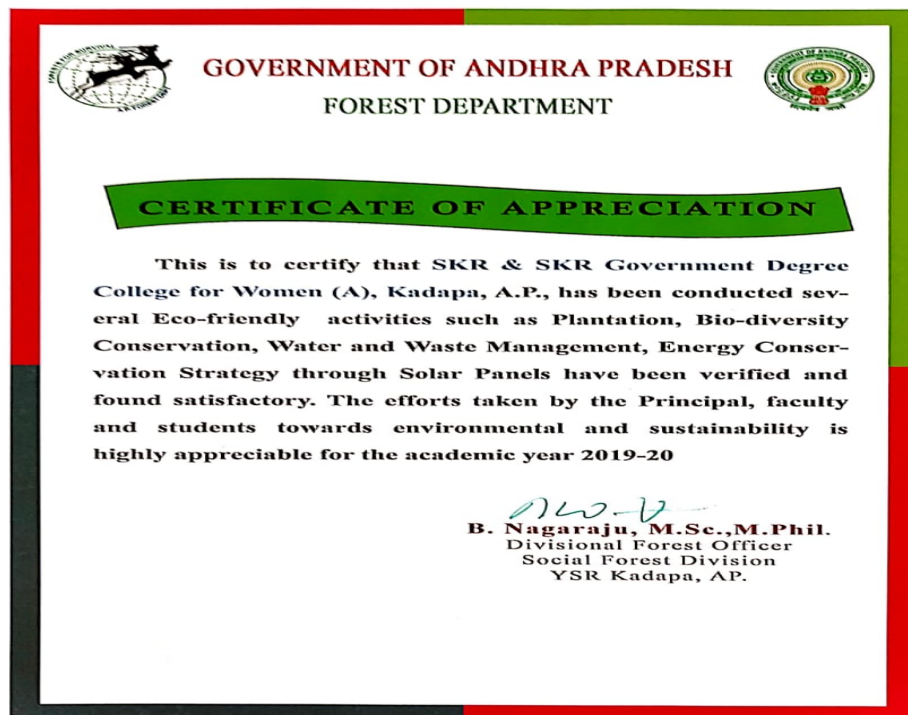 FORESTS FOR SURVIVAL
GOVERNMENT OF ANDHRA PRADESH
FOREST DEPARTMENT
CERTIFICATE OF APPRECIATION
This is to certify that SKR & SKR Government Degree
College for Women (A), Kadapa, A.P., has been conducted sev-
eral Eco-friendly activities such as Plantation, Bio-diversity
Conservation, Water and Waste Management, Energy Conser-
vation Strategy through Solar Panels have been verified and
found satisfactory. The efforts taken by the Principal, faculty
and students towards environmental and sustainability is
highly appreciable for the academic year 2019-20
B. Nagaraju, M.Sc.,M.Phil.
Divisional Forest Officer
Social Forest Division
YSR Kadapa, AP.